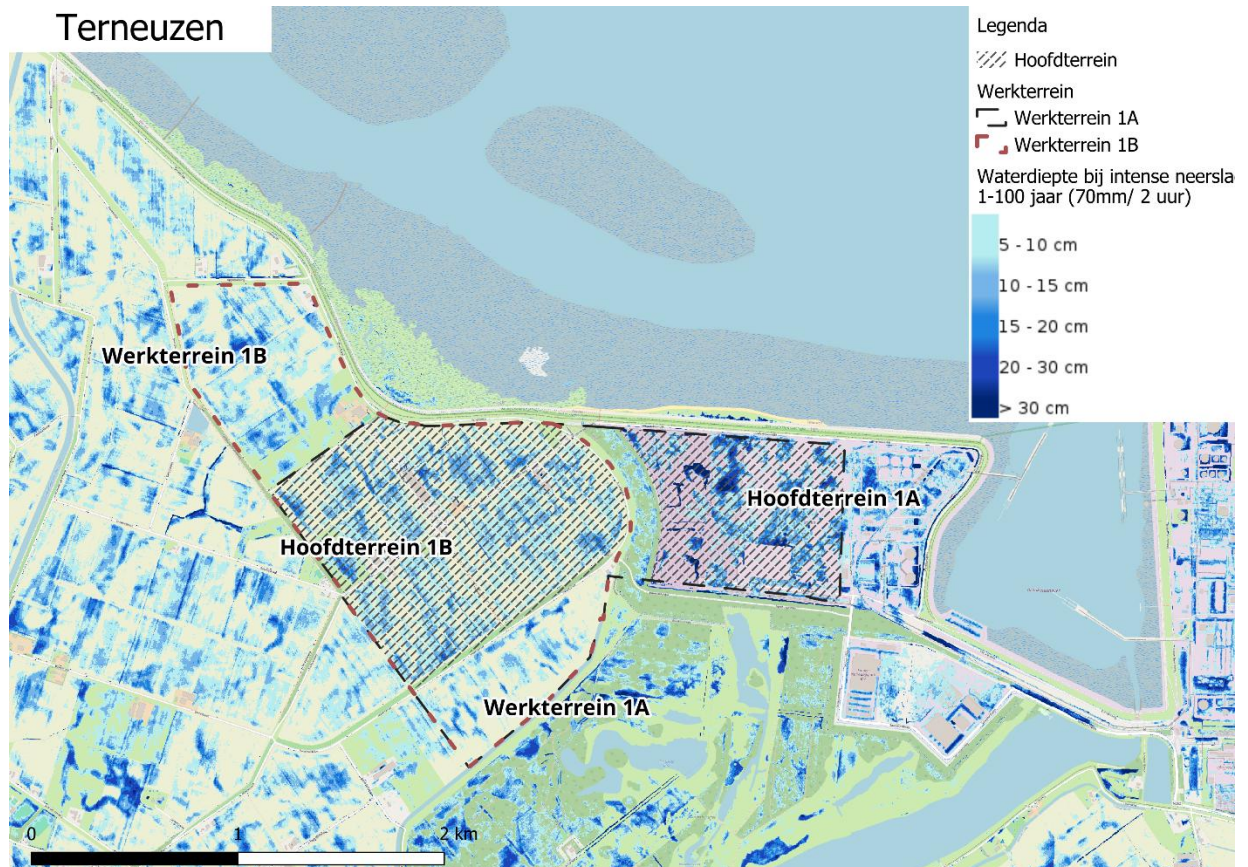 Terneuzen
Legenda
Hoofdterrein
Werkterrein
Werkterrein 1A
Werkterrein 1B
Waterdiepte bij intense neersla
1-100 jaar (70mm/ 2 uur)
5 - 10 cm
10 - 15 cm
15 - 20 cm
20 - 30 cm
> 30 cm
Werkterrein 1B
Hoofdterrein 1A
Hoofdterrein 1B
Werkterrein 1A
0
1
2 km